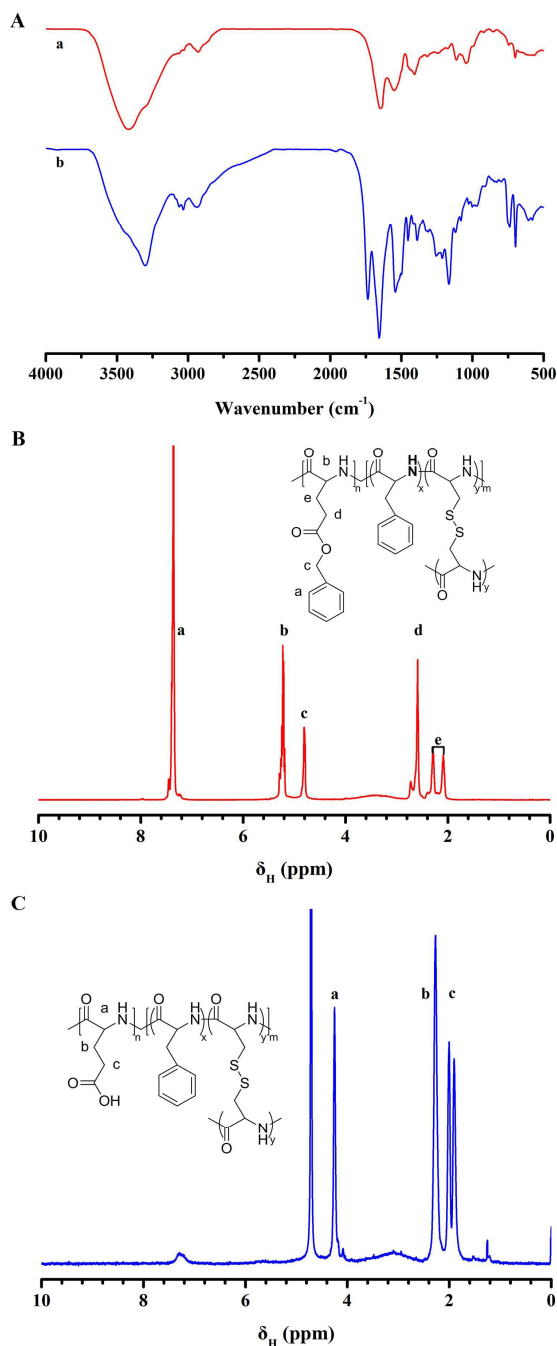 A
a
b
4000 3500 3000 2500 2000 1500 1000 500
Wavenumber (cm-1)
B
O b H O H O H
N N N
n x y m
e
d
O O S
c S
a
O N
H y
a b c d e
10 8 6 4 2 0
δH (ppm)
C
O a H O H O H
N N N
n x y m
b
c
O OH S
S
O N
H y
a b c
10 8 6 4 2 0
δH (ppm)